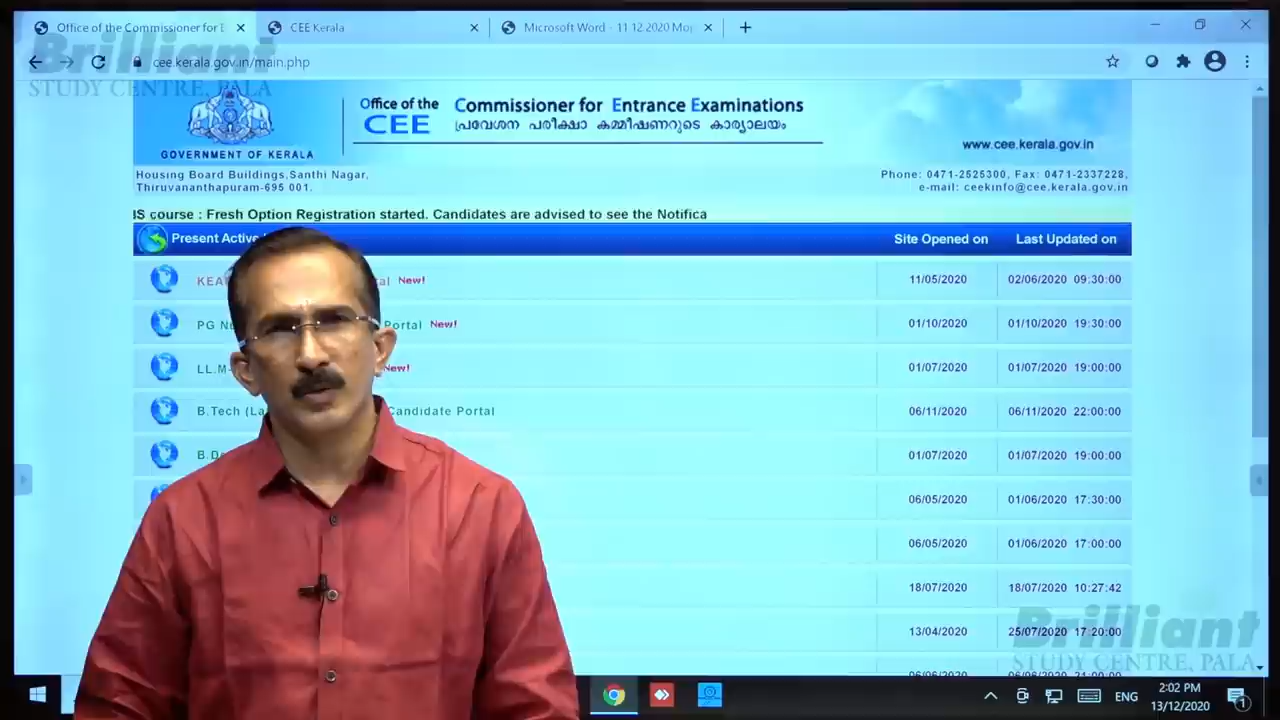 Office of the Commissioner for E
CEE Kerala
Microsoft Word - 11 12 2020 Mop
Brilliant
STUDY CENTRE, PALA
cee.kerala.gov.in/main.php
GOVERNMENT OF KERALA
Office of the
CEE
Commissioner for Entrance Examinations
പ്രവേശന പരീക്ഷാ കമ്മീഷണറുടെ കാര്യാലയം
www.cee.kerala.gov.in
Housing Board Buildings,Santhi Nagar,
Thiruvananthapuram-695 001.
Phone: 0471-2525300, Fax: 0471-2337228,
e-mail: ceekinfo@cee.kerala.gov.in
IS course : Fresh Option Registration started. Candidates are advised to see the Notifica
Present Active Site Opened on Last Updated on
New! 11/05/2020 02/06/2020 09:30:00
PG Portal New! 01/10/2020 01/10/2020 19:30:00
LL.M- New! 01/07/2020 01/07/2020 19:00:00
B.Tech Candidate Portal 06/11/2020 06/11/2020 22:00:00
01/07/2020 01/07/2020 19:00:00
06/05/2020 01/06/2020 17:30:00
06/05/2020 01/06/2020 17:00:00
18/07/2020 18/07/2020 10:27:42
13/04/2020 25/07/2020 17:20:00
Brilliant
STUDY CENTRE, PALA
ENG
2:02 PM
13/12/2020
1